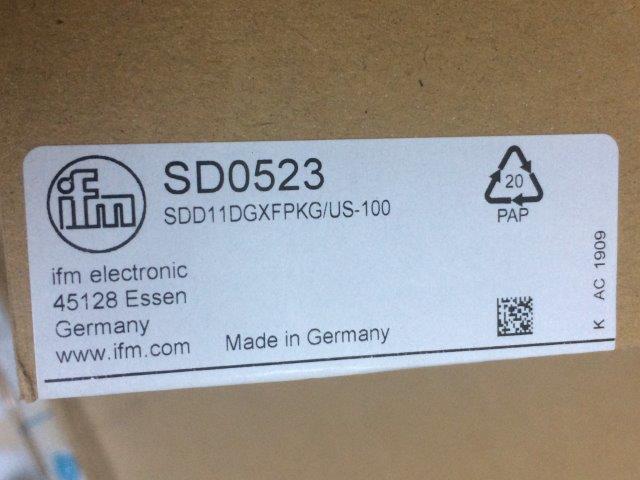 ifm
SD0523
SDD11DGXFPKG/US-100
20
PAP
ifm electronic
45128 Essen
Germany
www.ifm.com
Made in Germany
K AC 1909